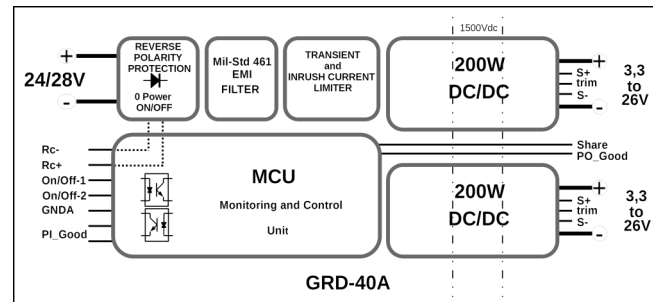 1500Vdc
REVERSE
POLARITY
PROTECTION
0 Power
ON/OFF
Mil-Std 461
EMI
FILTER
TRANSIENT
and
INRUSH CURRENT
LIMITER
200W
DC/DC
+
24/28V
-
+
S+
trim
S-
-
3,3
to
26V
Rc-
Rc+
On/Off-1
On/Off-2
GNDA
PI_Good
MCU
Monitoring and Control
Unit
Share
PO_Good
200W
DC/DC
+
S+
trim
S-
-
3,3
to
26V
GRD-40A